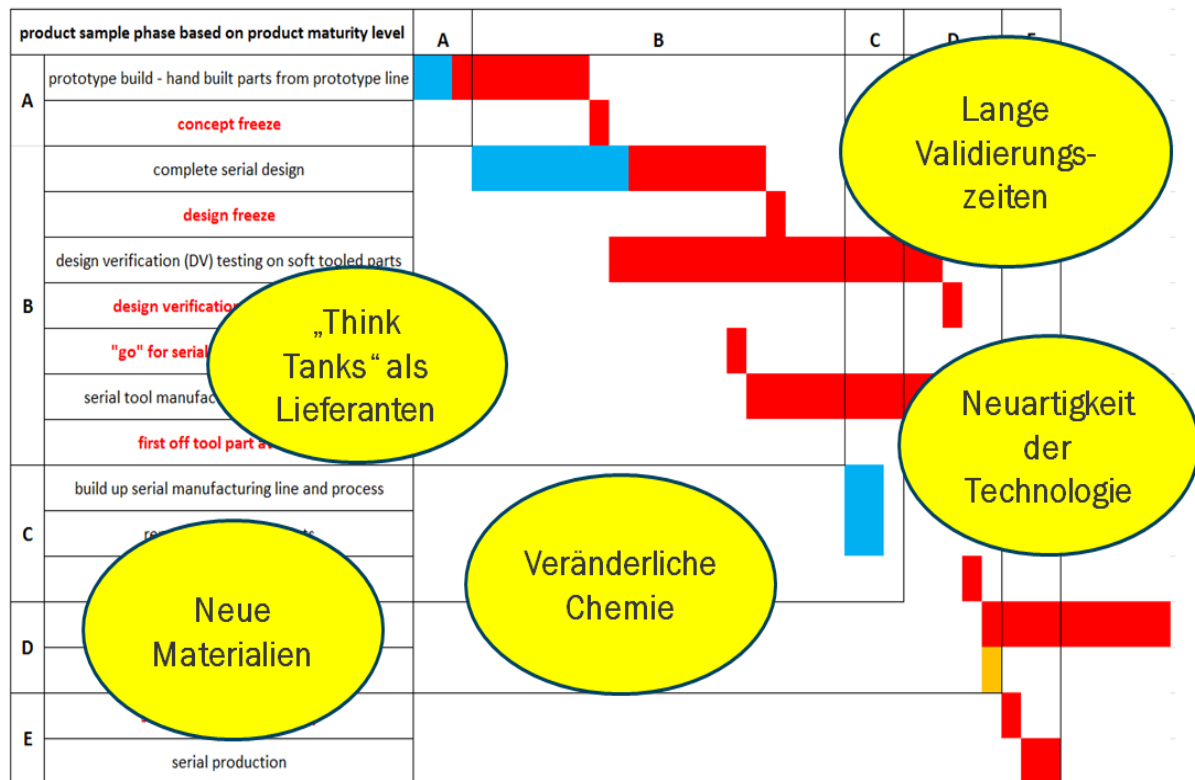 product sample phase based on product maturity level
A
B
C
D
A
prototype build - hand built parts from prototype line
concept freeze
complete serial design
design freeze
design verification (DV) testing on soft tooled parts
B
design verification
"go" for serial
serial tool
first off tool part
build up serial manufacturing line and process
C
D
E
serial production
Lange
Validierungs-
zeiten
„Think
Tanks“ als
Lieferanten
Neuartigkeit
der
Technologie
Veränderliche
Chemie
Neue
Materialien